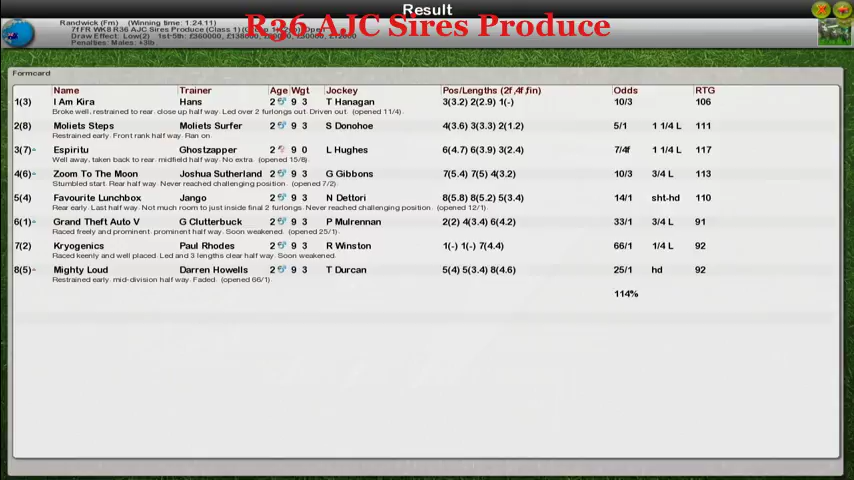 Result
R36 AJC Sires Produce
Randwick (Fm) (Winning time: 1.24.11)
7f FR WK8 R36 AJC Sires Produce (Class 1) Open
Draw Effect: Low(2) 1st-5th: £360000,
Penalties: Males: +3lb
Formcard
Name Trainer Age Wgt Jockey Pos/Lengths (2f,4f,fin) Odds RTG
1(3) I Am Kira Hans 2 9 3 T Hanagan 3(3.2) 2(2.9) 1(-) 10/3 106
Broke well, restrained to rear. close up half way. Led over 2 furlongs out. Driven out. (opened 11/4)
2(8) Moliets Steps Moliets Surfer 2 9 3 S Donohoe 4(3.6) 3(3.3) 2(1.2) 5/1 1 1/4 L 111
Restrained early. Front rank half way. Ran on.
3(7) Espiritu Ghostzapper 2 9 0 L Hughes 6(4.7) 6(3.9) 3(2.4) 7/4f 1 1/4 L 117
Well away, taken back to rear. midfield half way. No extra. (opened 15/8)
4(6) Zoom To The Moon Joshua Sutherland 2 9 3 G Gibbons 7(5.4) 7(5) 4(3.2) 10/3 3/4 L 113
Stumbled start. Rear half way. Never reached challenging position. (opened 7/2)
5(4) Favourite Lunchbox Jango 2 9 3 N Dettori 8(5.8) 8(5.2) 5(3.4) 14/1 sht-hd 110
Rear early. Last half way. Not much room to just inside final 2 furlongs. Never reached challenging position. (opened 12/1)
6(1) Grand Theft Auto V G Clutterbuck 2 9 3 P Mulrennan 2(2) 4(3.4) 6(4.2) 33/1 3/4 L 91
Raced freely and prominent. prominent half way. Soon weakened. (opened 25/1)
7(2) Kryogenics Paul Rhodes 2 9 3 R Winston 1(-) 1(-) 7(4.4) 66/1 1/4 L 92
Raced keenly and well placed. Led and 3 lengths clear half way. Soon weakened.
8(5) Mighty Loud Darren Howells 2 9 3 T Durcan 5(4) 5(3.4) 8(4.6) 25/1 hd 92
Restrained early. mid-division half way. Faded. (opened 66/1)
114%